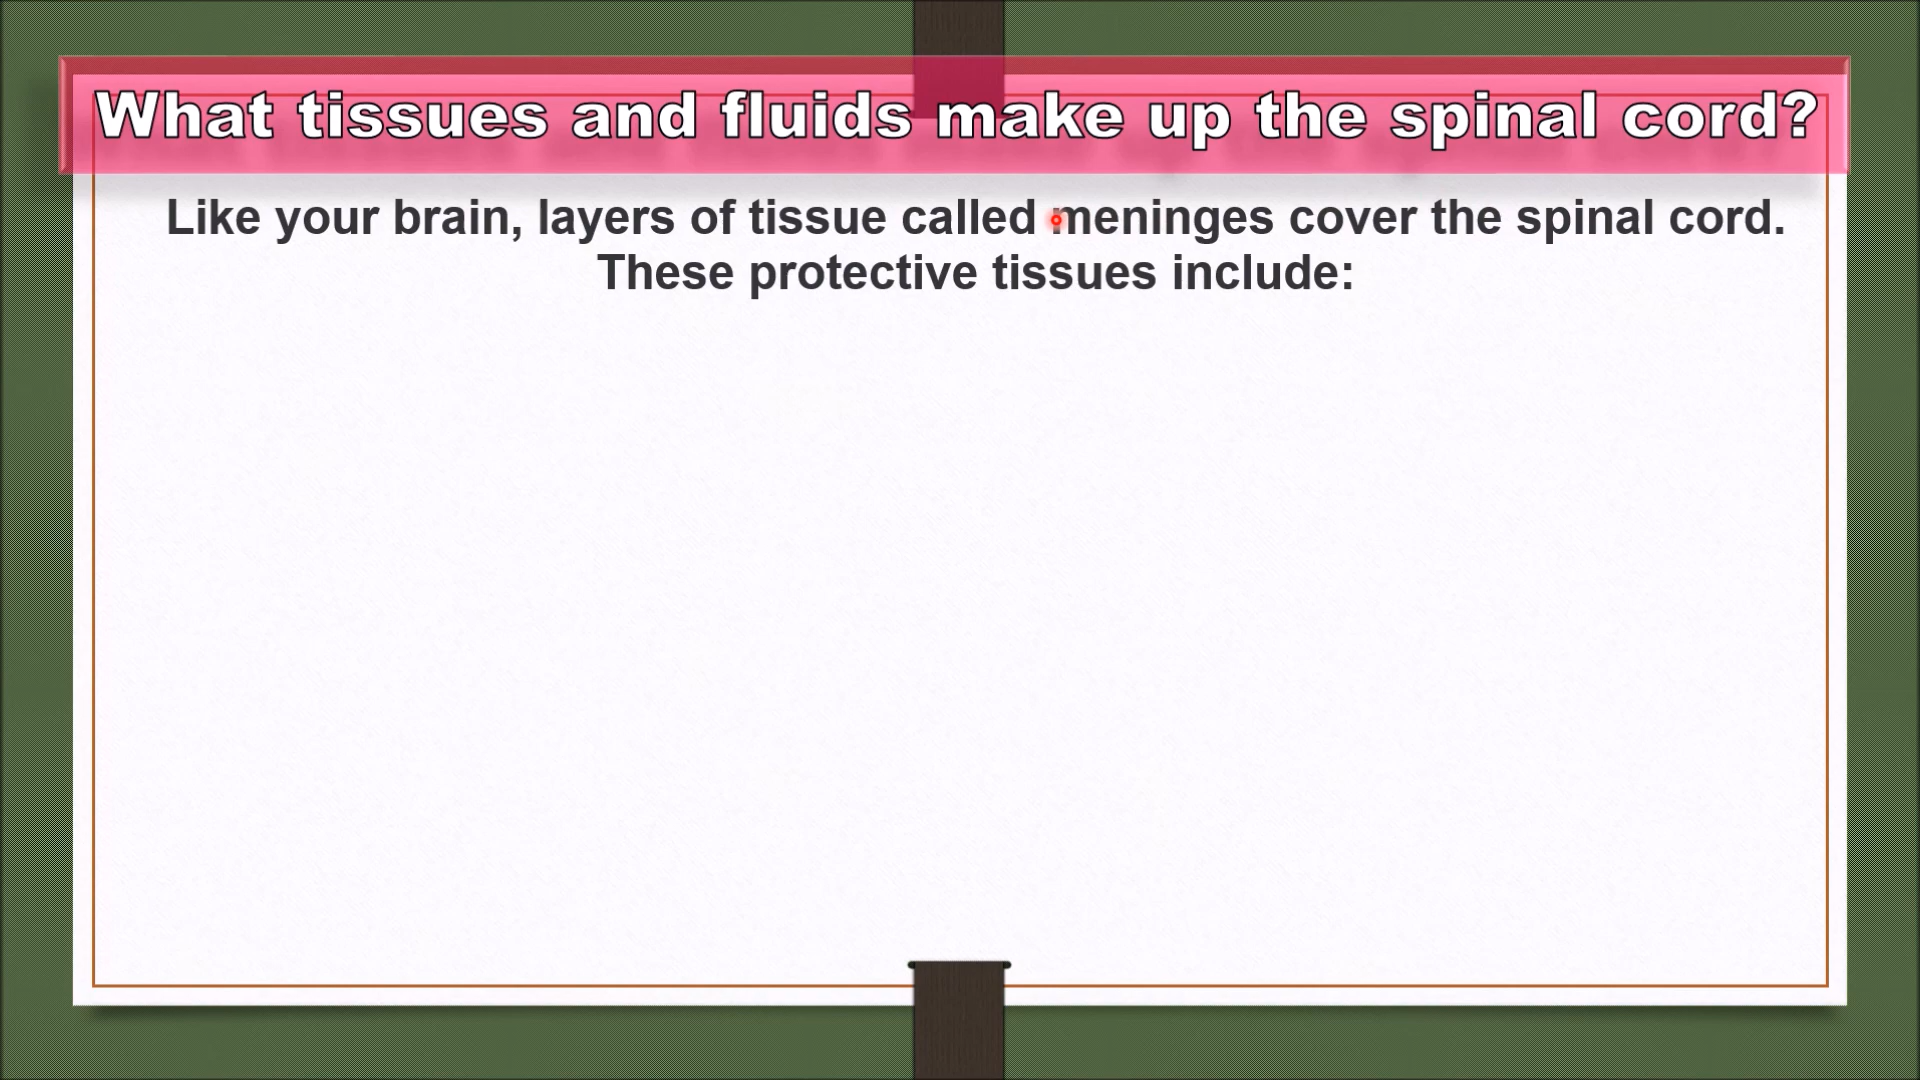 What tissues and fluids make up the spinal cord?
Like your brain, layers of tissue called meninges cover the spinal cord.
These protective tissues include: